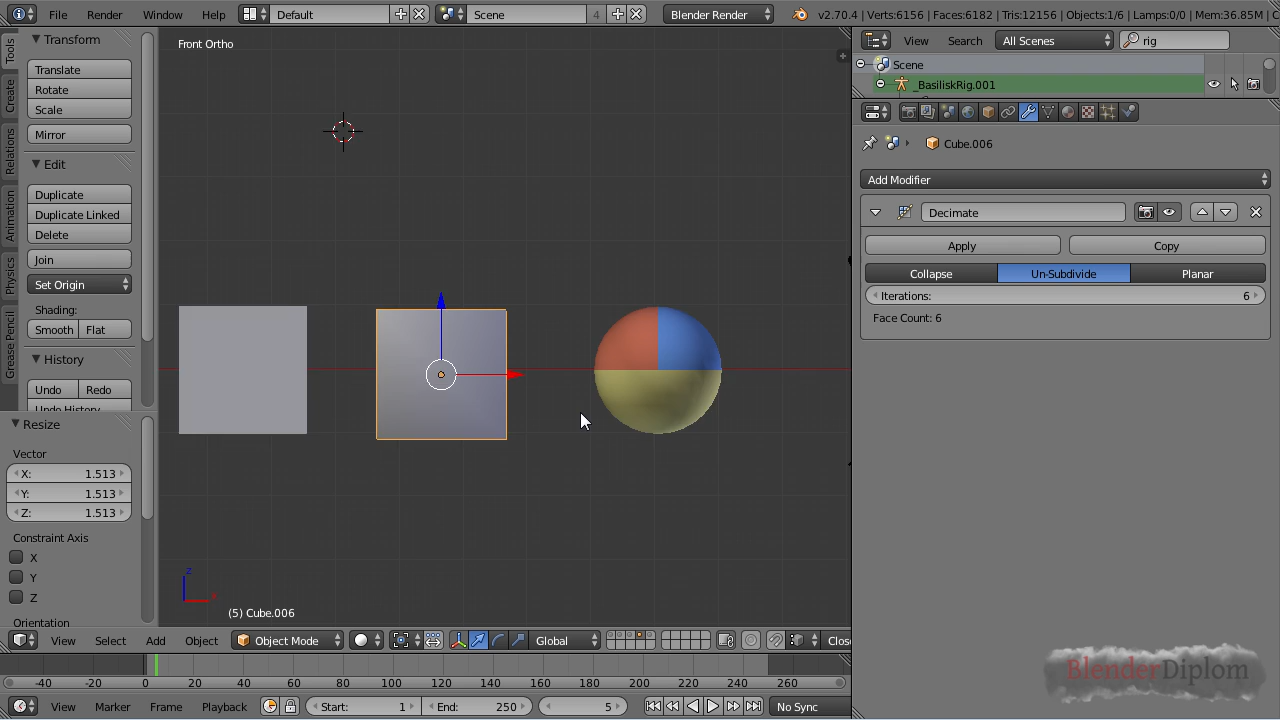 File Render Window Help Default Scene 4 Blender Render v2.70.4 | Verts:6156 | Faces:6182 | Tris:12156 | Objects:1/6 | Lamps:0/0 | Mem:36.85M
Tools
Create
Relations
Animation
Physics
Grease Pencil
Transform
Translate
Rotate
Scale
Mirror
Edit
Duplicate
Duplicate Linked
Delete
Join
Set Origin
Shading:
Smooth Flat
History
Undo Redo
Undo History
Resize
Vector
X: 1.513
Y: 1.513
Z: 1.513
Constraint Axis
X
Y
Z
Orientation
Front Ortho
z
x
(5) Cube.006
View Select Add Object Object Mode Global Clos
-40 -20 0 20 40 60 80 100 120 140 160 180 200 220 240 260
View Marker Frame Playback Start: 1 End: 250 5 No Sync
View Search All Scenes rig
Scene
_BasiliskRig.001
Cube.006
Add Modifier
Decimate
Apply Copy
Collapse Un-Subdivide Planar
Iterations: 6
Face Count: 6
BlenderDiplom